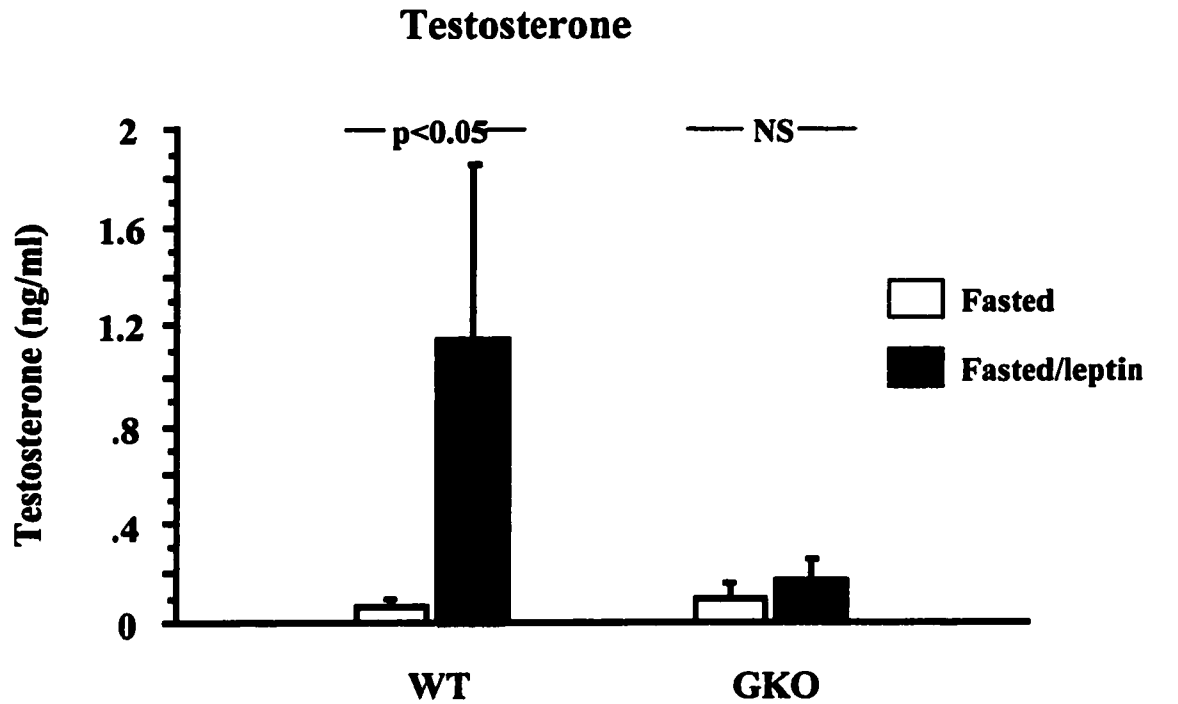 Testosterone
2
1.6
1.2
.8
.4
0
Testosterone (ng/ml)
p<0.05
NS
Fasted
Fasted/leptin
WT
GKO